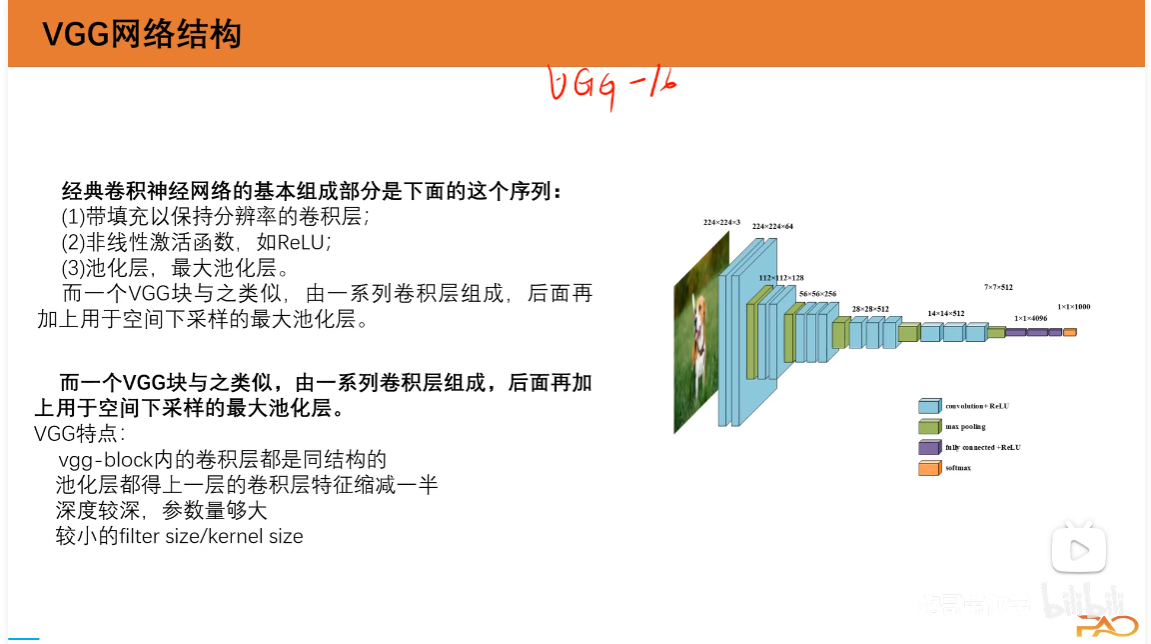 VGG网络结构
VGG-16
经典卷积神经网络的基本组成部分是下面的这个序列：
(1)带填充以保持分辨率的卷积层；
(2)非线性激活函数，如ReLU；
(3)池化层，最大池化层。
而一个VGG块与之类似，由一系列卷积层组成，后面再
加上用于空间下采样的最大池化层。
而一个VGG块与之类似，由一系列卷积层组成，后面再加
上用于空间下采样的最大池化层。
VGG特点：
vgg-block内的卷积层都是同结构的
池化层都得上一层的卷积层特征缩减一半
深度较深，参数量够大
较小的filter size/kernel size
224×224×3
224×224×64
112×112×128
56×56×256
28×28×512
14×14×512
7×7×512
1×1×4096
1×1×1000
convolution+ReLU
max pooling
fully connected+ReLU
softmax
bilibili
PAO